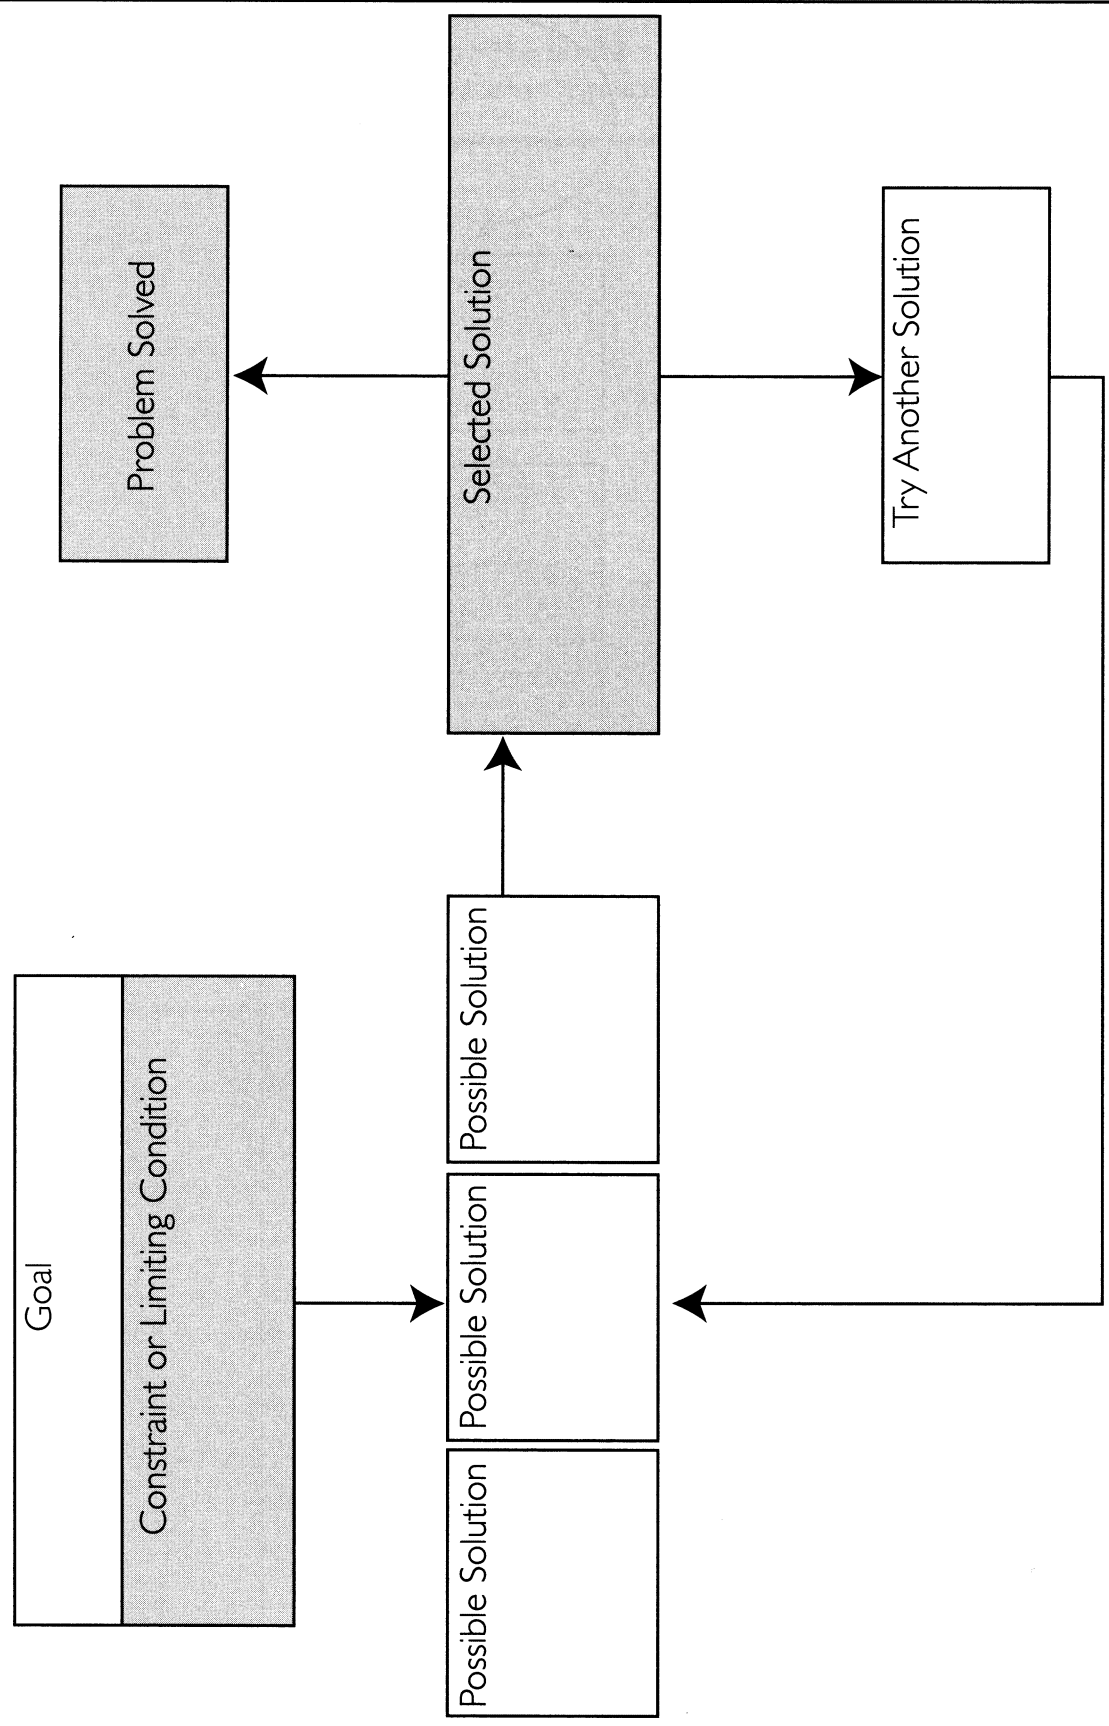 Goal
Constraint or Limiting Condition
Possible Solution
Possible Solution
Possible Solution
Selected Solution
Problem Solved
Try Another Solution